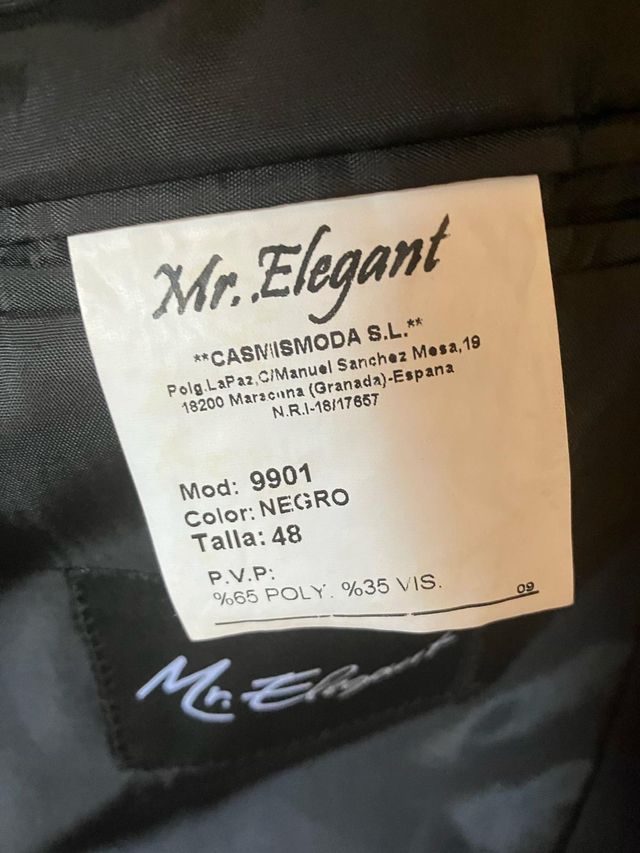 Mr. Elegant
**CASMISMODA S.L.**
Polg.LaPaz,C/Manuel Sanchez Mesa,19
18200 Maracena (Granada)-Espana
N.R.I-18/17657
Mod: 9901
Color: NEGRO
Talla: 48
P.V.P:
%65 POLY. %35 VIS.
09
Mr. Elegant